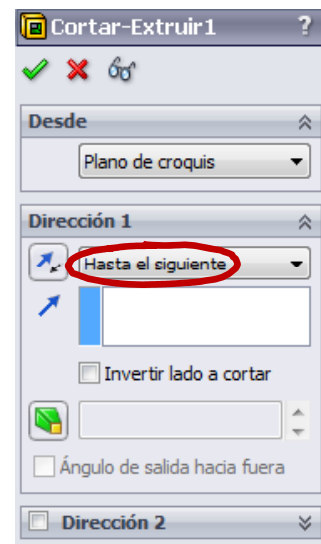 Cortar-Extruir1 ?
Desde
Plano de croquis
Dirección 1
Hasta el siguiente
Invertir lado a cortar
Ángulo de salida hacia fuera
Dirección 2